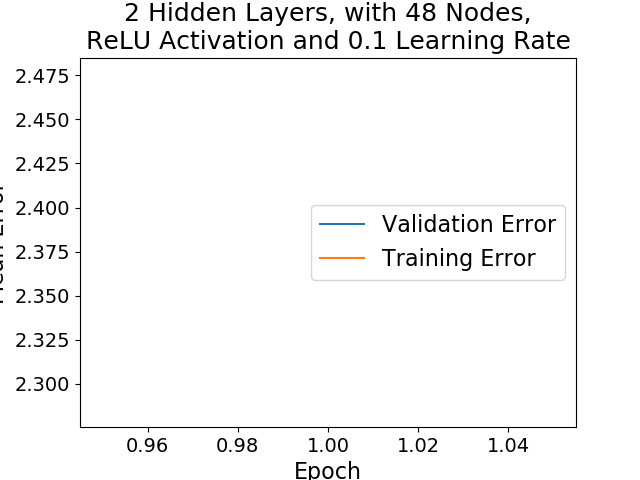 2 Hidden Layers, with 48 Nodes,
ReLU Activation and 0.1 Learning Rate
2.475
2.450
2.425
2.400
2.375
2.350
2.325
2.300
Validation Error
Training Error
0.96 0.98 1.00 1.02 1.04
Epoch